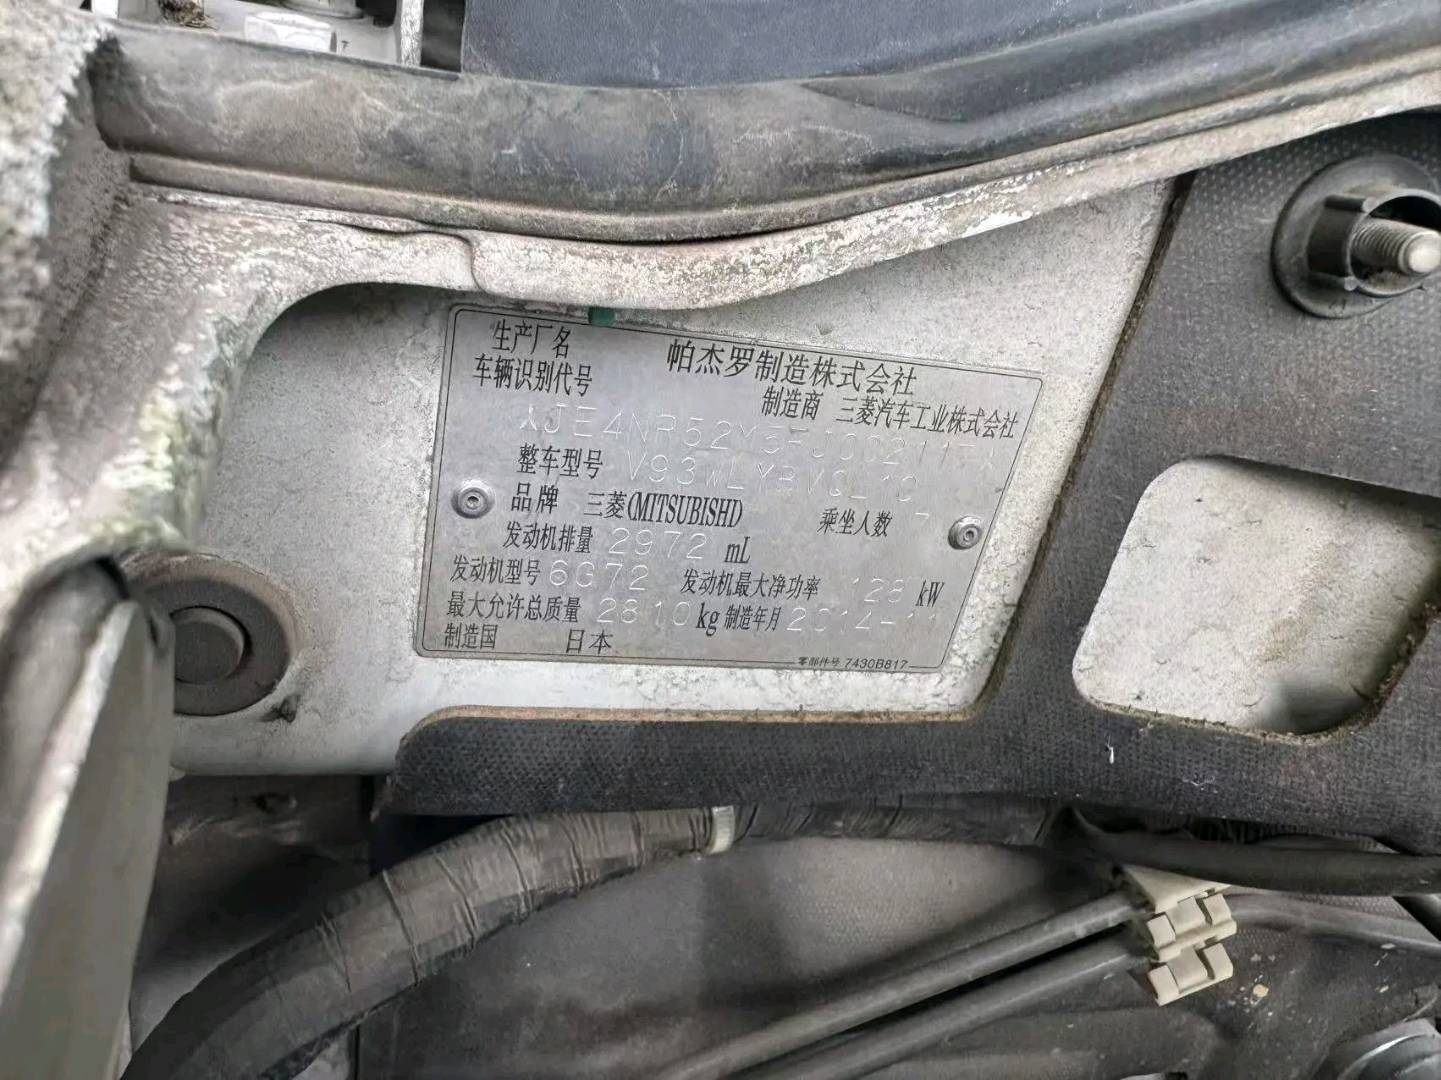 生产厂名 帕杰罗制造株式会社
车辆识别代号 制造商 三菱汽车工业株式会社
整车型号 V93WLYRVQL1C
品牌 三菱(MITSUBISHI) 乘坐人数 7
发动机排量 2972 mL
发动机型号 6G72 发动机最大净功率 128 kW
最大允许总质量 2810 kg 制造年月 2014-11
制造国 日本
零部件号 7430B817